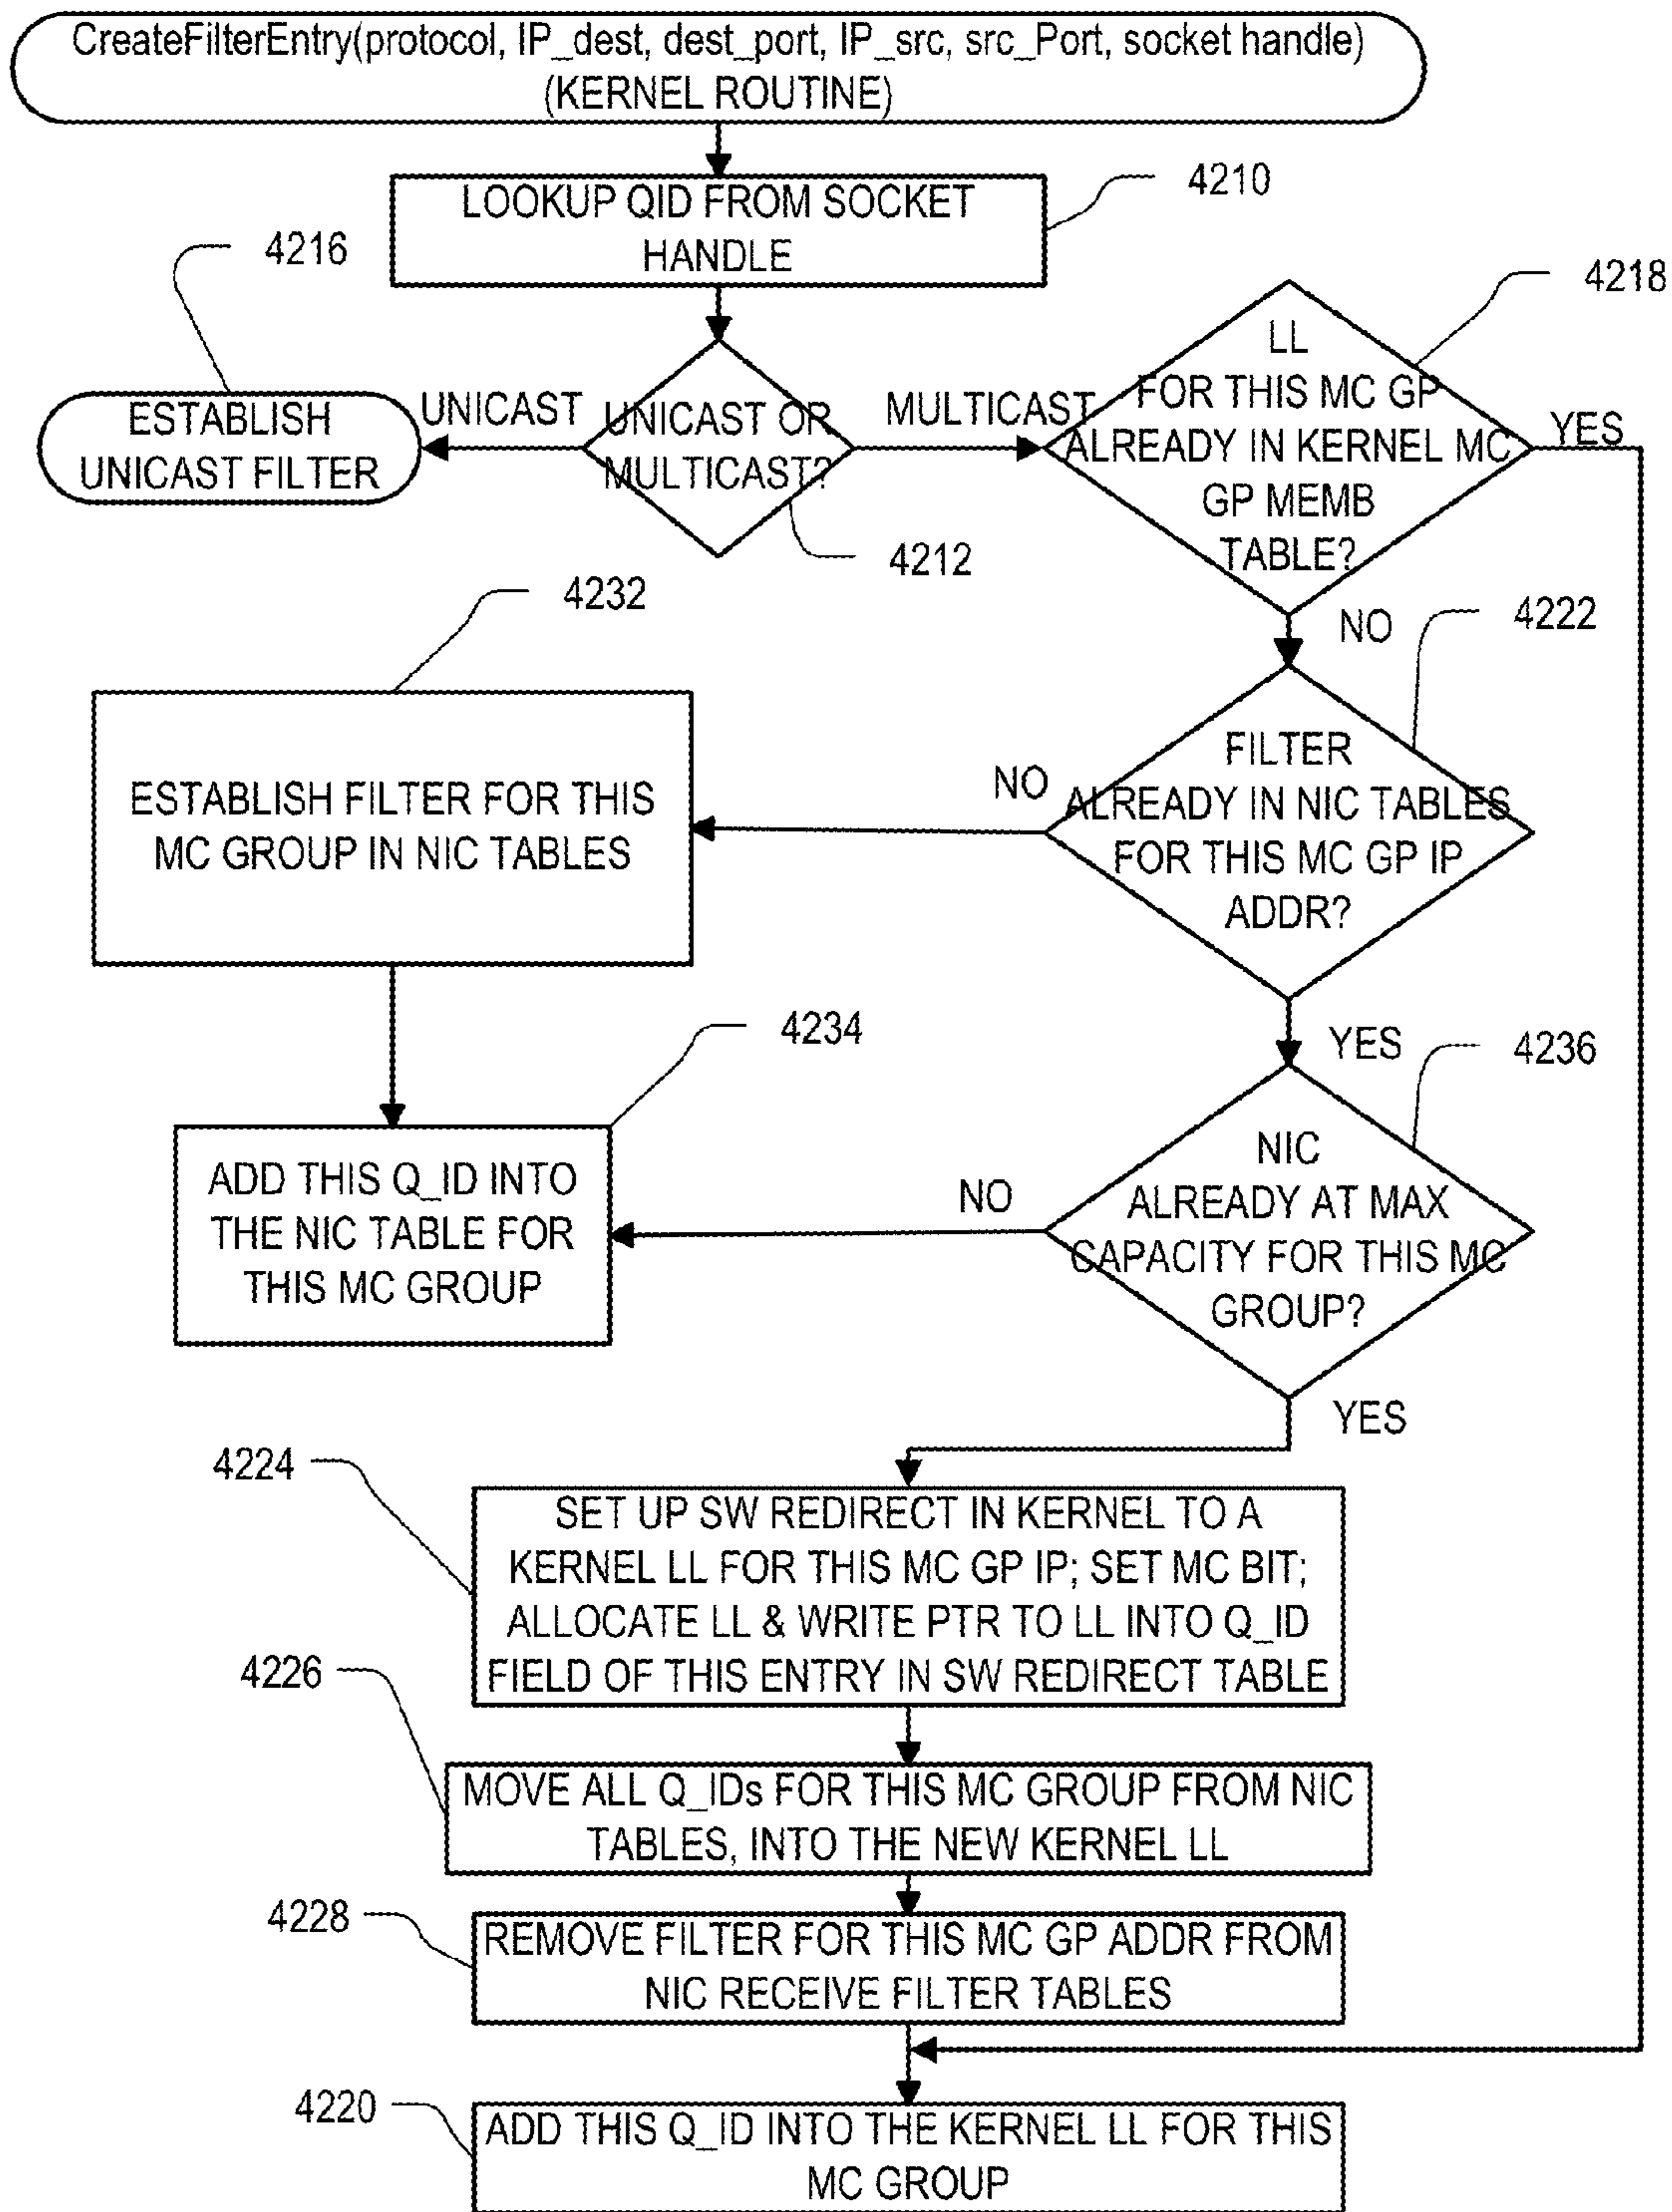 CreateFilterEntry(protocol, IP_dest, dest_port, IP_src, src_Port, socket handle)
(KERNEL ROUTINE)
4210
LOOKUP QID FROM SOCKET
HANDLE
4216
4218
ESTABLISH
UNICAST FILTER
UNICAST
UNICAST OR
MULTICAST?
MULTICAST
4212
LL
FOR THIS MC GP
ALREADY IN KERNEL MC
GP MEMB
TABLE?
YES
NO
4232
4222
ESTABLISH FILTER FOR THIS
MC GROUP IN NIC TABLES
NO
FILTER
ALREADY IN NIC TABLES
FOR THIS MC GP IP
ADDR?
YES
4234
4236
ADD THIS Q_ID INTO
THE NIC TABLE FOR
THIS MC GROUP
NO
NIC
ALREADY AT MAX
CAPACITY FOR THIS MC
GROUP?
YES
4224
SET UP SW REDIRECT IN KERNEL TO A
KERNEL LL FOR THIS MC GP IP; SET MC BIT;
ALLOCATE LL & WRITE PTR TO LL INTO Q_ID
FIELD OF THIS ENTRY IN SW REDIRECT TABLE
4226
MOVE ALL Q_IDs FOR THIS MC GROUP FROM NIC
TABLES, INTO THE NEW KERNEL LL
4228
REMOVE FILTER FOR THIS MC GP ADDR FROM
NIC RECEIVE FILTER TABLES
4220
ADD THIS Q_ID INTO THE KERNEL LL FOR THIS
MC GROUP